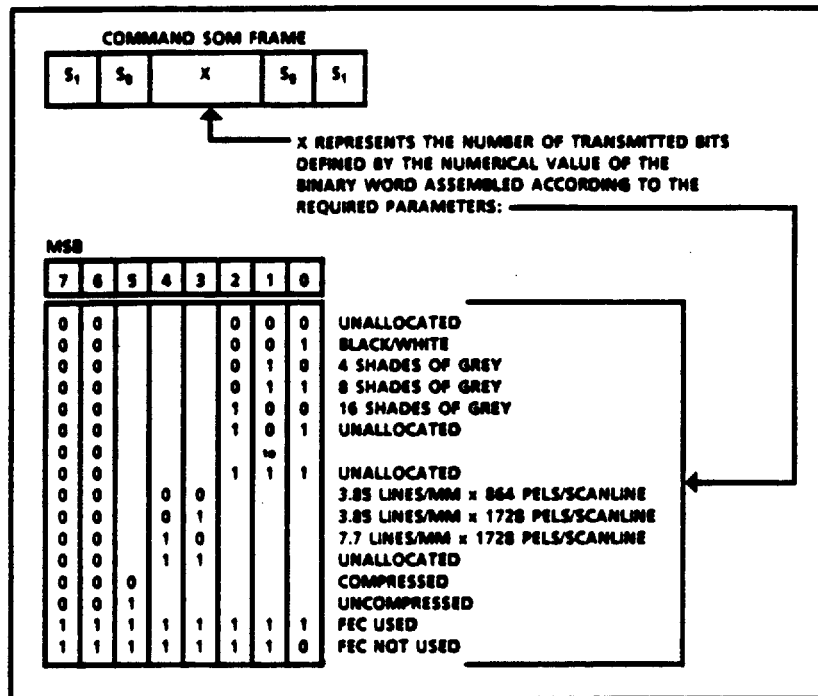 COMMAND SOM FRAME
S1 S0 X S0 S1
X REPRESENTS THE NUMBER OF TRANSMITTED BITS
DEFINED BY THE NUMERICAL VALUE OF THE
BINARY WORD ASSEMBLED ACCORDING TO THE
REQUIRED PARAMETERS:
MSB
7 6 5 4 3 2 1 0
0 0 0 0 0 UNALLOCATED
0 0 0 0 1 BLACK/WHITE
0 0 0 1 0 4 SHADES OF GREY
0 0 0 1 1 8 SHADES OF GREY
0 0 1 0 0 16 SHADES OF GREY
0 0 1 0 1 UNALLOCATED
0 0 to
0 0 1 1 1 UNALLOCATED
0 0 0 0 3.85 LINES/MM x 864 PELS/SCANLINE
0 0 0 1 3.85 LINES/MM x 1728 PELS/SCANLINE
0 0 1 0 7.7 LINES/MM x 1728 PELS/SCANLINE
0 0 1 1 UNALLOCATED
0 0 0 COMPRESSED
0 0 1 UNCOMPRESSED
1 1 1 1 1 1 1 1 FEC USED
1 1 1 1 1 1 1 0 FEC NOT USED